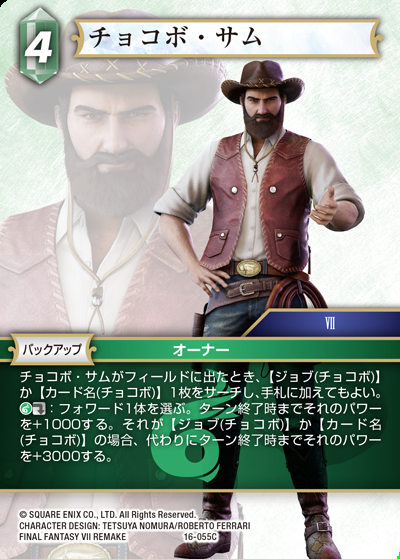 4
チョコボ・サム
VII
バックアップ
オーナー
チョコボ・サムがフィールドに出たとき、【ジョブ(チョコボ)】
か【カード名(チョコボ)】1枚をサーチし、手札に加えてもよい。
：フォワード1体を選ぶ。ターン終了時までそれのパワー
を+1000する。それが【ジョブ(チョコボ)】か【カード名
(チョコボ)】の場合、代わりにターン終了時までそれのパワーを
+3000する。
© SQUARE ENIX CO., LTD. All Rights Reserved.
CHARACTER DESIGN: TETSUYA NOMURA/ROBERTO FERRARI
FINAL FANTASY VII REMAKE 16-055C